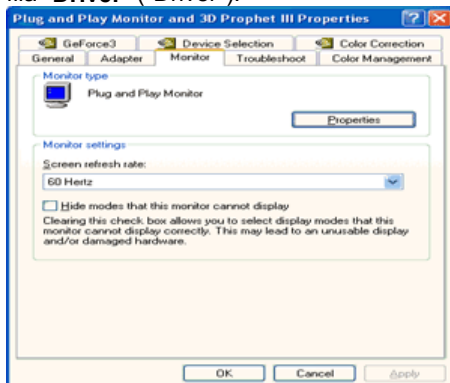 "Driver" ("Driver").
Plug and Play Monitor and 3D Prophet III Properties
GeForce3 Device Selection Color Correction
General Adapter Monitor Troubleshoot Color Management
Monitor type
Plug and Play Monitor
Properties
Monitor settings
Screen refresh rate:
60 Hertz
Hide modes that this monitor cannot display
Clearing this check box allows you to select display modes that this
monitor cannot display correctly. This may lead to an unusable display
and/or damaged hardware.
OK Cancel Apply